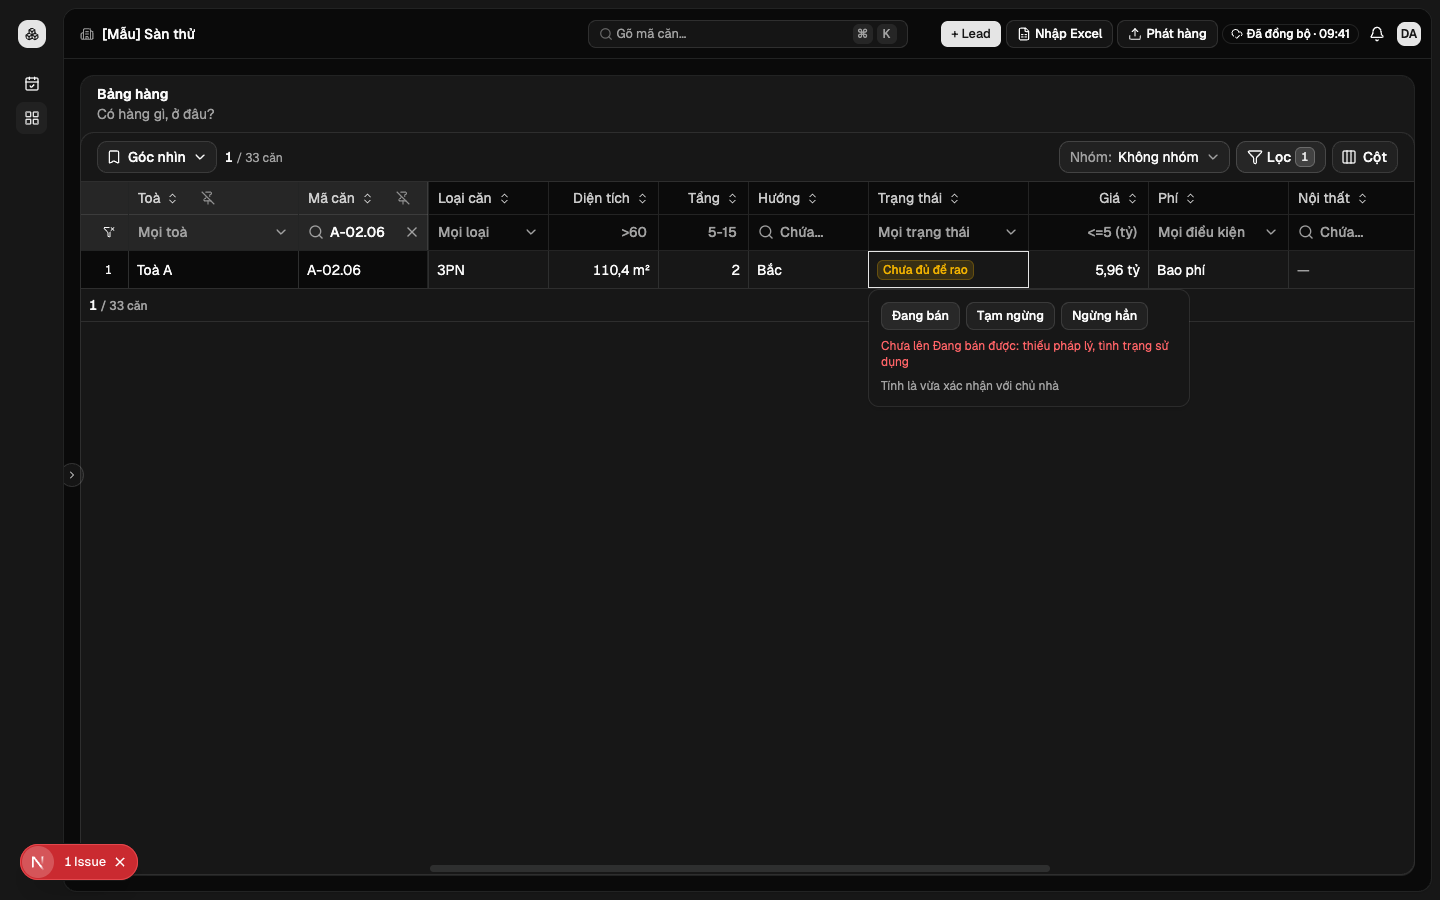 [Mẫu] Sàn thử
Gõ mã căn...
⌘ K
+ Lead
Nhập Excel
Phát hàng
Đã đồng bộ · 09:41
DA
Bảng hàng
Có hàng gì, ở đâu?
Góc nhìn
1 / 33 căn
Nhóm: Không nhóm
Lọc 1
Cột
Toà
Mã căn
Loại căn
Diện tích
Tầng
Hướng
Trạng thái
Giá
Phí
Nội thất
Mọi toà
A-02.06
Mọi loại
>60
5-15
Chứa...
Mọi trạng thái
<=5 (tỷ)
Mọi điều kiện
Chứa...
1
Toà A
A-02.06
3PN
110,4 m²
2
Bắc
Chưa đủ để rao
5,96 tỷ
Bao phí
—
1 / 33 căn
Đang bán
Tạm ngừng
Ngừng hẳn
Chưa lên Đang bán được: thiếu pháp lý, tình trạng sử
dụng
Tính là vừa xác nhận với chủ nhà
N 1 Issue